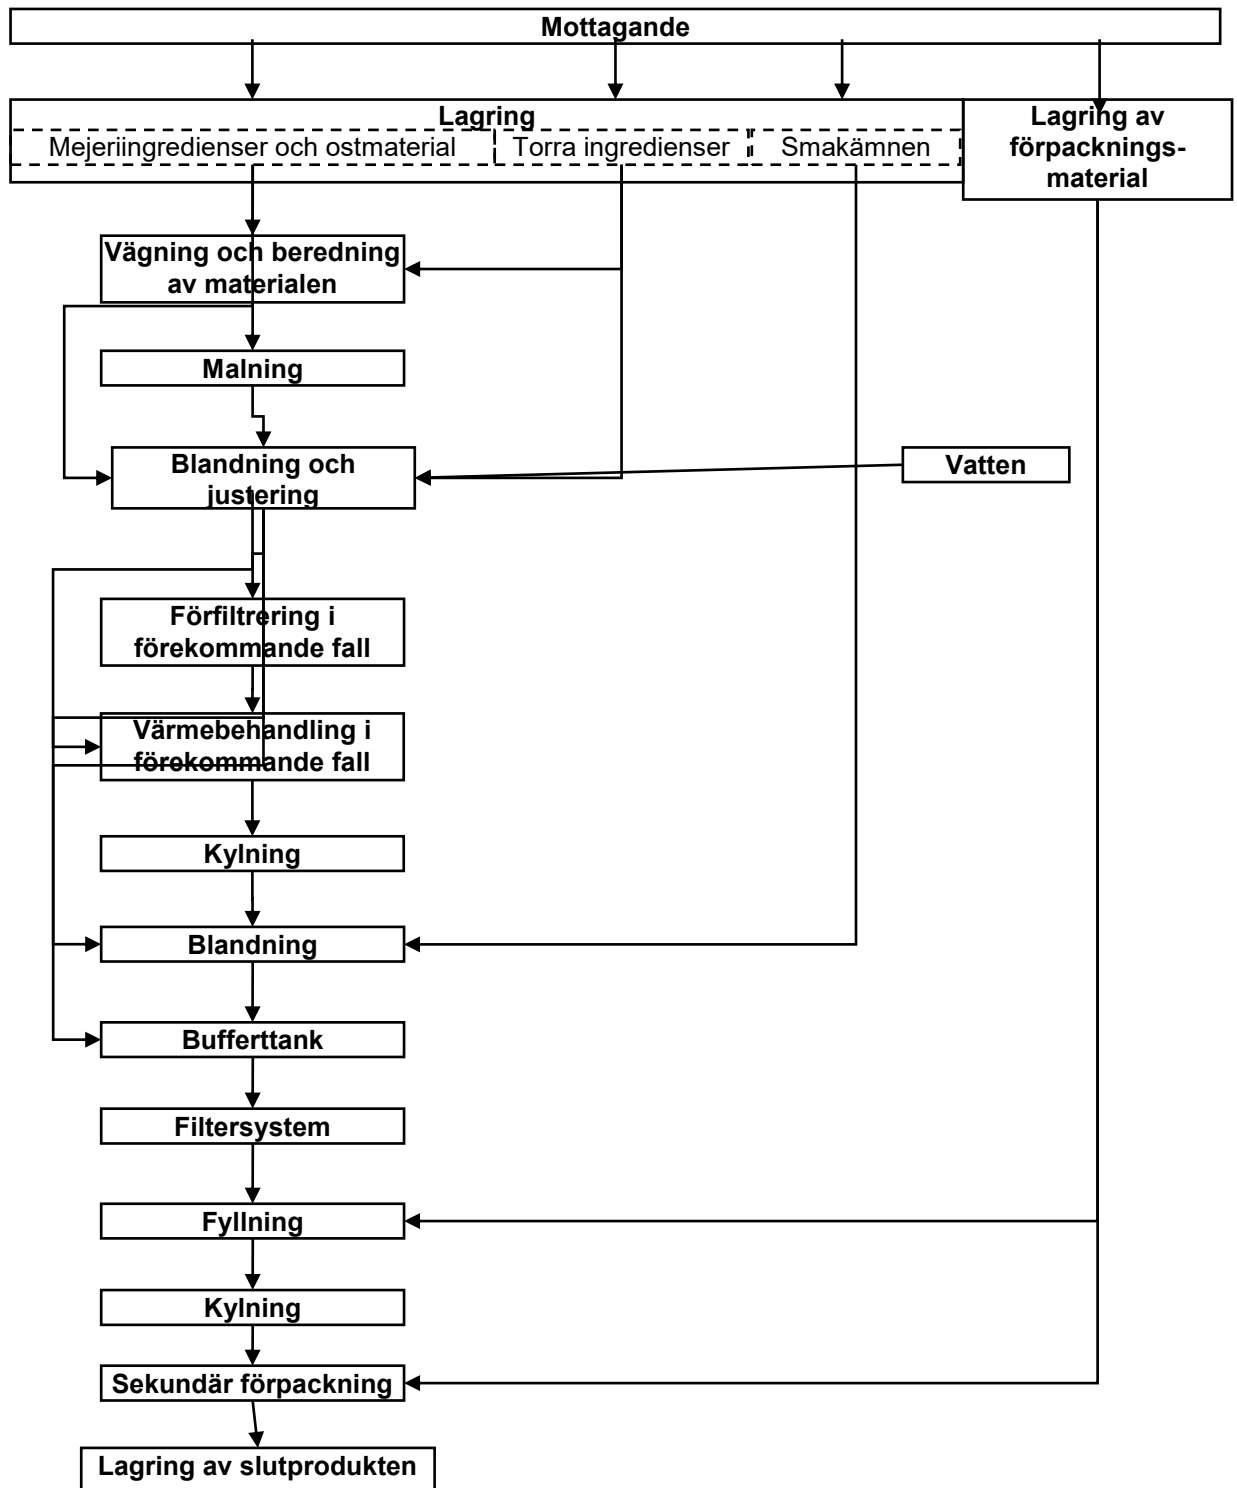 Mottagande
Lagring
Mejeriingredienser och ostmaterial
Torra ingredienser
Smakämnen
Lagring av
förpacknings-
material
Vägning och beredning
av materialen
Malning
Blandning och
justering
Vatten
Förfiltrering i
förekommande fall
Värmebehandling i
förekommande fall
Kylning
Blandning
Bufferttank
Filtersystem
Fyllning
Kylning
Sekundär förpackning
Lagring av slutprodukten